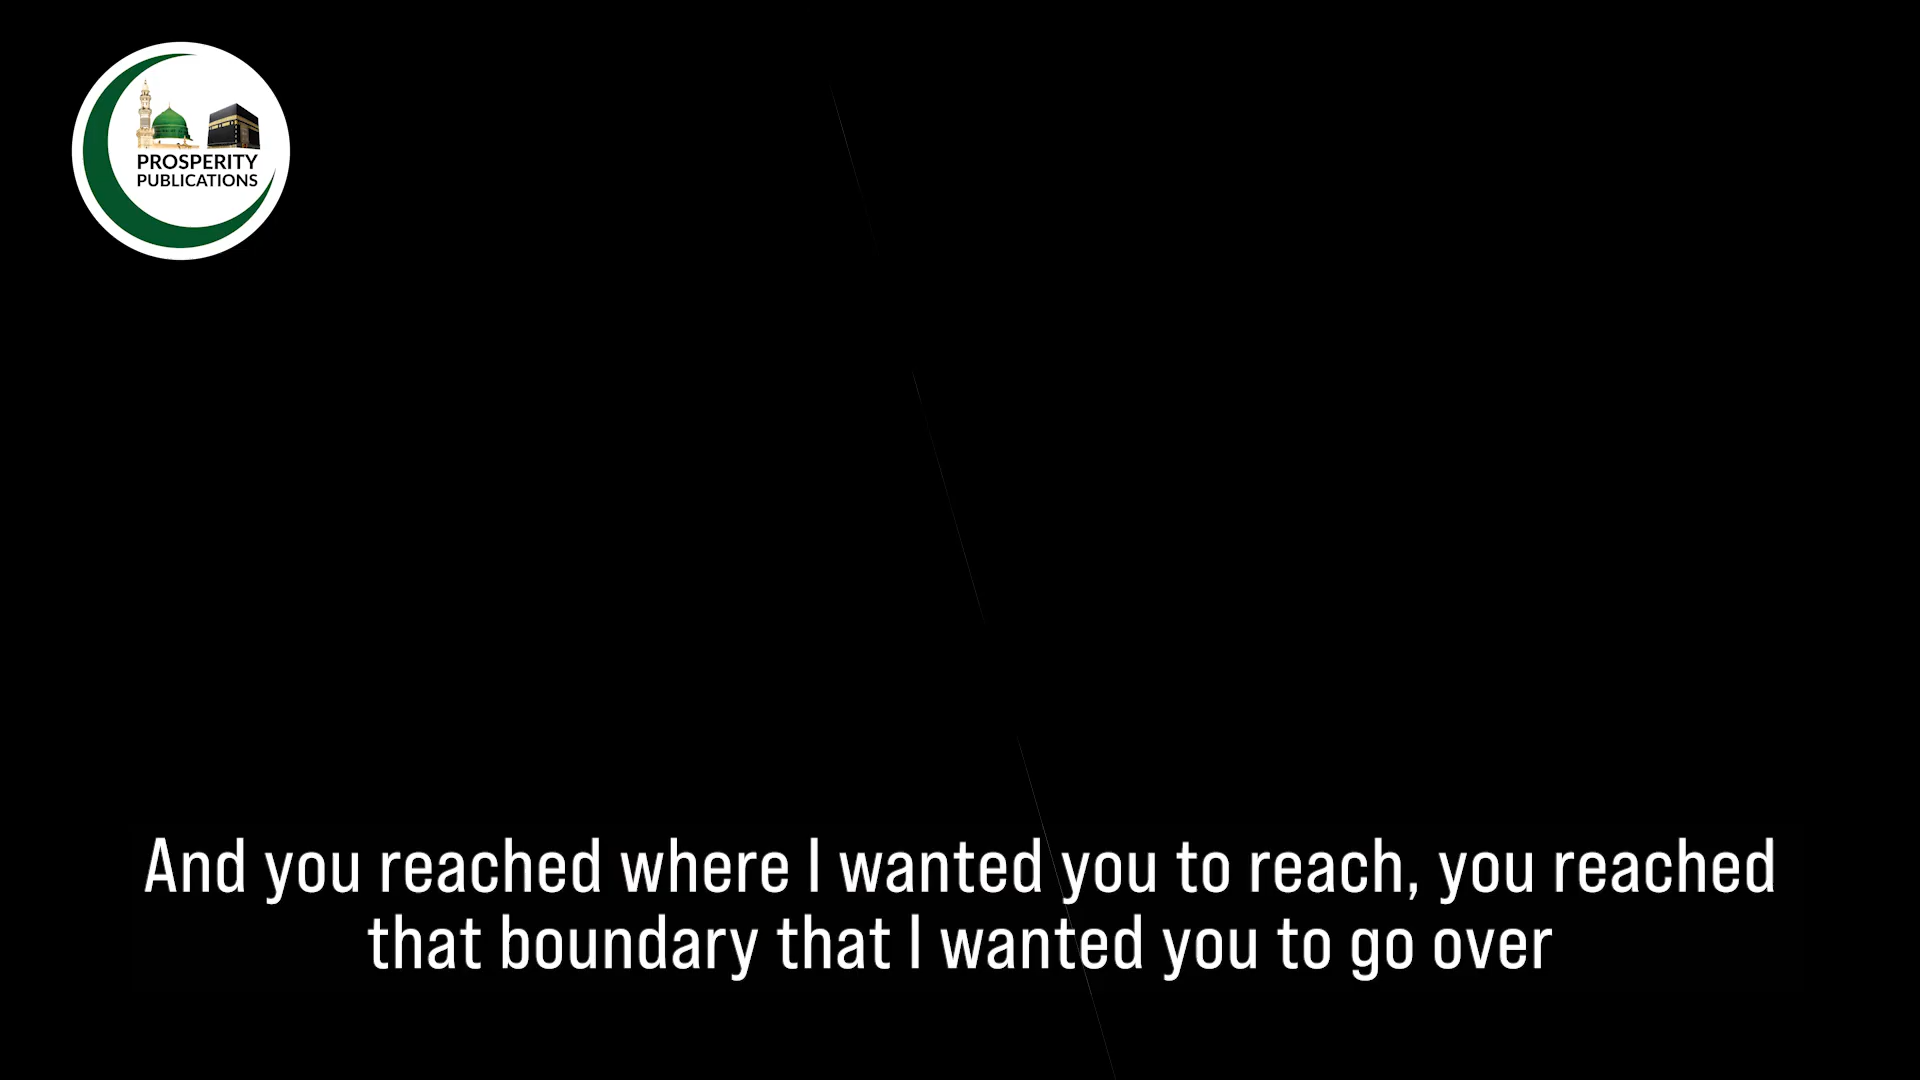 PROSPERITY
PUBLICATIONS
And you reached where I wanted you to reach, you reached
that boundary that I wanted you to go over